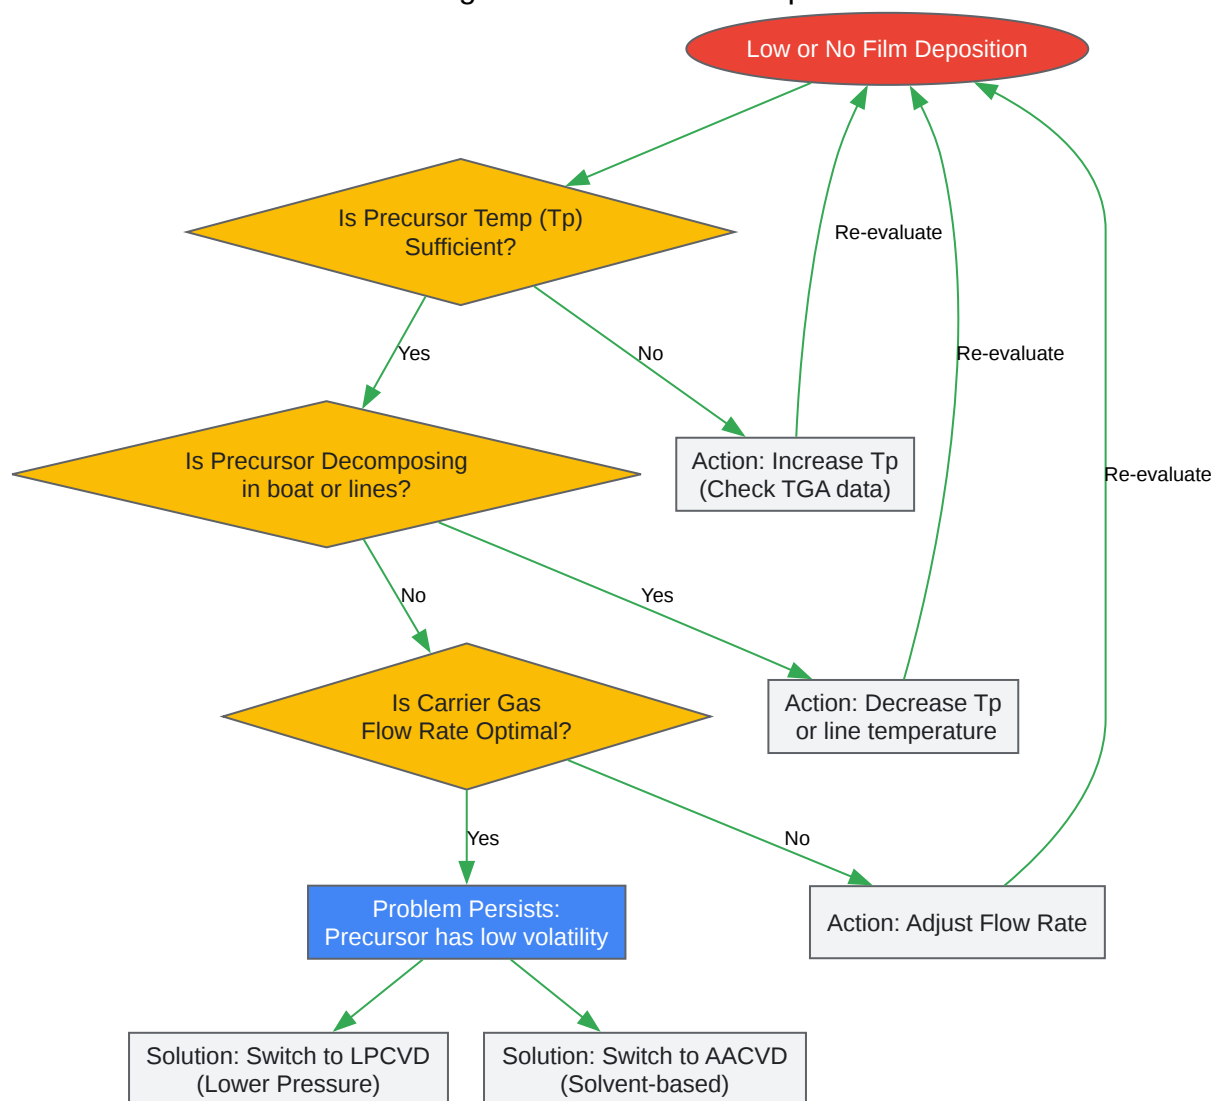 Low or No Film Deposition
Is Precursor Temp (Tp)
Sufficient?
Re-evaluate
Yes
No
Re-evaluate
Is Precursor Decomposing
in boat or lines?
Action: Increase Tp
(Check TGA data)
Re-evaluate
No
Yes
Is Carrier Gas
Flow Rate Optimal?
Action: Decrease Tp
or line temperature
Yes
No
Problem Persists:
Precursor has low volatility
Action: Adjust Flow Rate
Solution: Switch to LPCVD
(Lower Pressure)
Solution: Switch to AACVD
(Solvent-based)